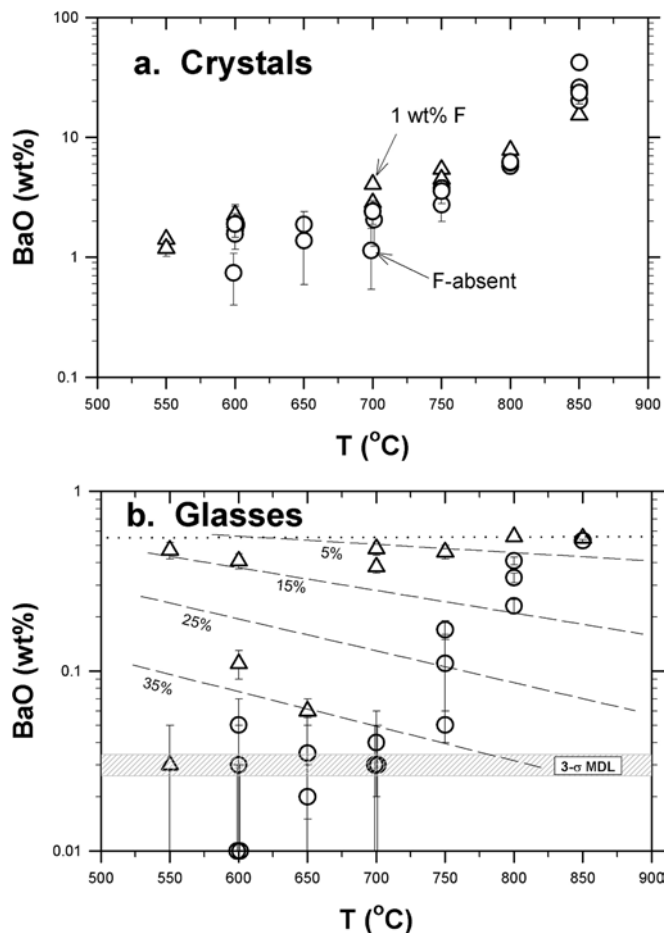 a. Crystals
100
10
1
0.1
BaO (wt%)
1 wt% F
F-absent
500 550 600 650 700 750 800 850 900
T (°C)
b. Glasses
1
0.1
0.01
BaO (wt%)
5%
15%
25%
35%
3-σ MDL
500 550 600 650 700 750 800 850 900
T (°C)